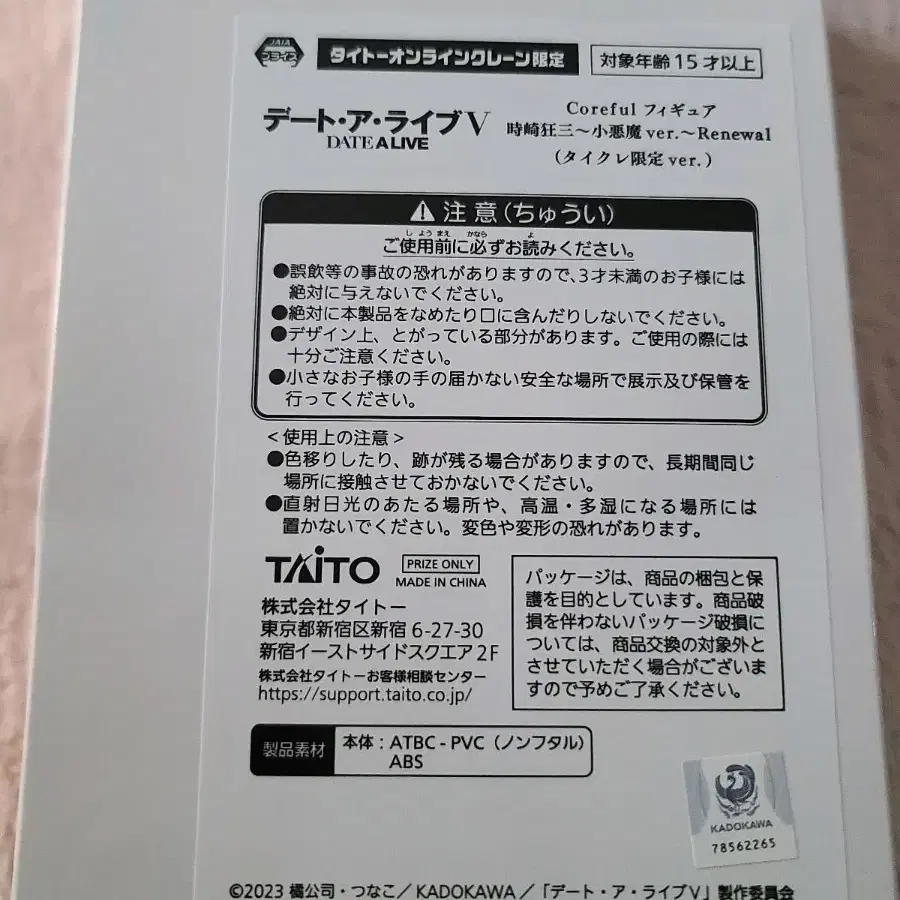 JAIA
プライズ
タイトーオンラインクレーン限定
対象年齢15才以上
デート・ア・ライブV
DATE A LIVE
Coreful フィギュア
時崎狂三～小悪魔ver.～Renewal
（タイクレ限定ver.）
注意(ちゅうい)
しようまえ かなら よ
ご使用前に必ずお読みください。
●誤飲等の事故の恐れがありますので、3才未満のお子様には
絶対に与えないでください。
●絶対に本製品をなめたり口に含んだりしないでください。
●デザイン上、とがっている部分があります。ご使用の際には
十分ご注意ください。
●小さなお子様の手の届かない安全な場所で展示及び保管を
行ってください。
＜使用上の注意＞
●色移りしたり、跡が残る場合がありますので、長期間同じ
場所に接触させておかないでください。
●直射日光のあたる場所や、高温・多湿になる場所には
置かないでください。変色や変形の恐れがあります。
TAITO
PRIZE ONLY
MADE IN CHINA
株式会社タイトー
東京都新宿区新宿 6-27-30
新宿イーストサイドスクエア 2F
株式会社タイトーお客様相談センター
https://support.taito.co.jp/
パッケージは、商品の梱包と保
護を目的としています。商品破
損を伴わないパッケージ破損に
ついては、商品交換の対象外と
させていただく場合がございま
すので予めご了承ください。
製品素材
本体：ATBC-PVC（ノンフタル）
ABS
KADOKAWA
78562265
©2023 橘公司・つなこ／KADOKAWA／「デート・ア・ライブV」製作委員会